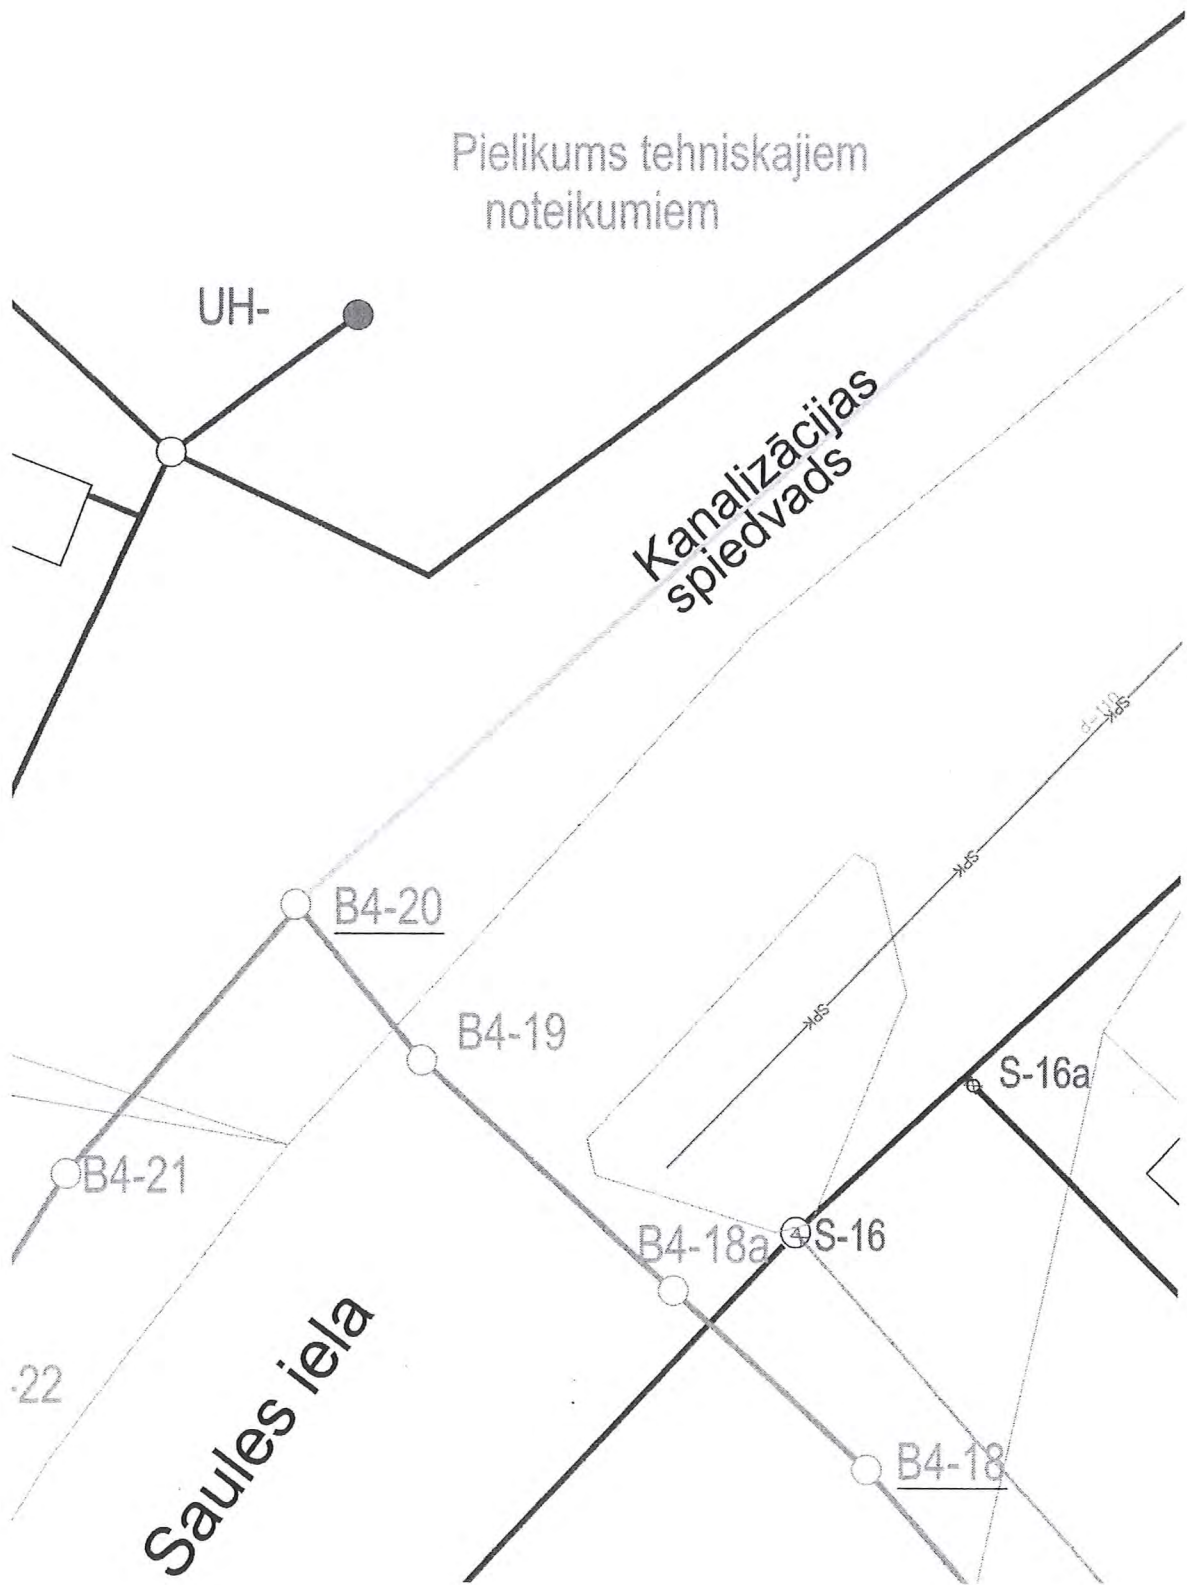 Pielikums tehniskajiem
noteikumiem
UH-
Kanalizācijas
spiedvads
SPK
SPK
SPK
B4-20
B4-19
S-16a
B4-21
B4-18a
S-16
-22
Saules iela
B4-18